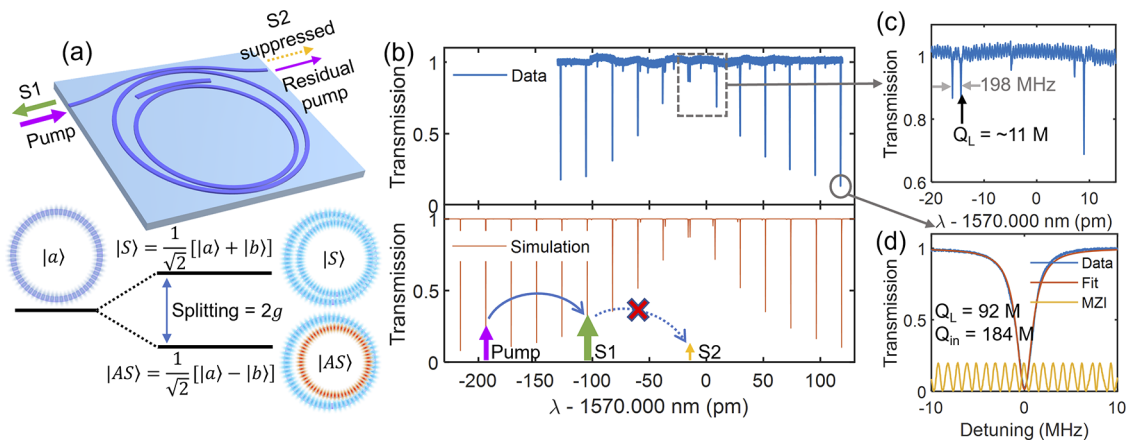 (a)
S2
suppressed
Residual
pump
S1
Pump
|a⟩
|S⟩ = 1/√2 [|a⟩ + |b⟩]
|S⟩
Splitting = 2g
|AS⟩ = 1/√2 [|a⟩ − |b⟩]
|AS⟩
(b)
Transmission
1
0.5
0
Data
Transmission
1
0.5
0
Simulation
Pump
S1
S2
-200
-150
-100
-50
0
50
100
λ - 1570.000 nm (pm)
(c)
Transmission
1
0.8
0.6
198 MHz
Q_L = ~11 M
-20
-10
0
10
λ - 1570.000 nm (pm)
(d)
Transmission
1
0.5
0
Data
Fit
MZI
Q_L = 92 M
Q_in = 184 M
-10
0
10
Detuning (MHz)